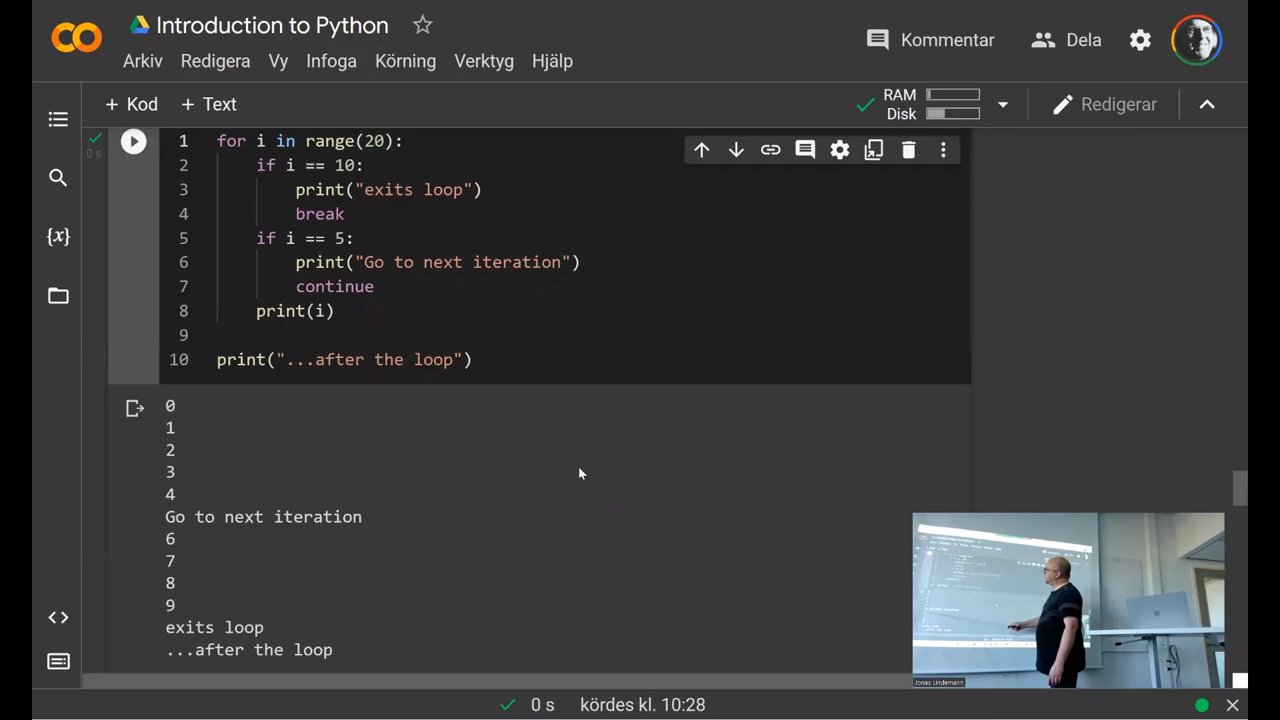 Introduction to Python
Arkiv Redigera Vy Infoga Körning Verktyg Hjälp
Kommentar
Dela
+ Kod + Text
RAM
Disk
Redigerar
0 s
1 for i in range(20):
2 if i == 10:
3 print("exits loop")
4 break
5 if i == 5:
6 print("Go to next iteration")
7 continue
8 print(i)
9
10 print("...after the loop")
{x}
0
1
2
3
4
Go to next iteration
6
7
8
9
exits loop
...after the loop
Jonas Lindemann
0 s kördes kl. 10:28